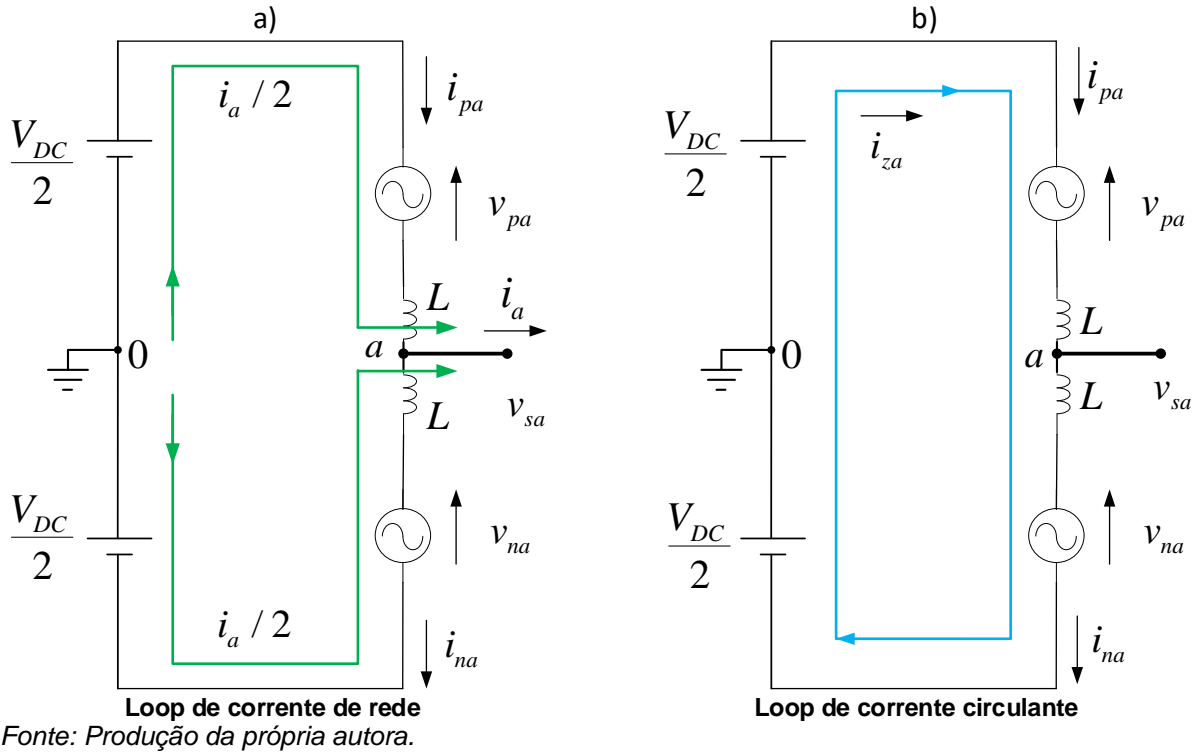 a)
i_a / 2
i_pa
V_DC
2
v_pa
L
i_a
0
a
L
v_sa
V_DC
2
v_na
i_a / 2
i_na
Loop de corrente de rede
b)
i_pa
V_DC
2
i_za
v_pa
L
0
a
L
v_sa
V_DC
2
v_na
i_na
Loop de corrente circulante
Fonte: Produção da própria autora.